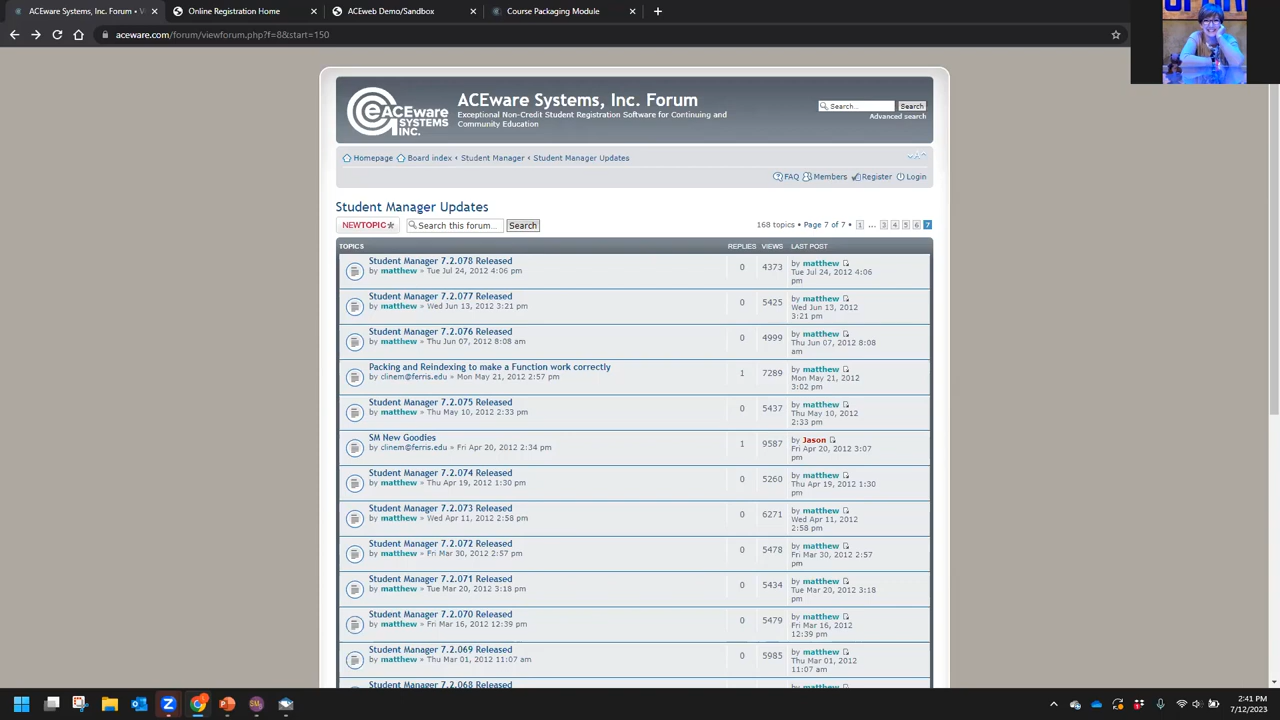 ACEware Systems, Inc. Forum • V
Online Registration Home
ACEweb Demo/Sandbox
Course Packaging Module
aceware.com/forum/viewforum.php?f=8&start=150
ACEware Systems, Inc. Forum
Exceptional Non-Credit Student Registration Software for Continuing and
Community Education
eACEware
SYSTEMS
INC.
Search...
Search
Advanced search
Homepage Board index ‹ Student Manager ‹ Student Manager Updates
FAQ Members Register Login
Student Manager Updates
NEWTOPIC*
Search this forum...
Search
168 topics • Page 7 of 7 • 1 ... 3 4 5 6 7
TOPICS REPLIES VIEWS LAST POST
Student Manager 7.2.078 Released
by matthew » Tue Jul 24, 2012 4:06 pm
0 4373
by matthew
Tue Jul 24, 2012 4:06
pm
Student Manager 7.2.077 Released
by matthew » Wed Jun 13, 2012 3:21 pm
0 5425
by matthew
Wed Jun 13, 2012
3:21 pm
Student Manager 7.2.076 Released
by matthew » Thu Jun 07, 2012 8:08 am
0 4999
by matthew
Thu Jun 07, 2012 8:08
am
Packing and Reindexing to make a Function work correctly
by clinem@ferris.edu » Mon May 21, 2012 2:57 pm
1 7289
by matthew
Mon May 21, 2012
3:02 pm
Student Manager 7.2.075 Released
by matthew » Thu May 10, 2012 2:33 pm
0 5437
by matthew
Thu May 10, 2012
2:33 pm
SM New Goodies
by clinem@ferris.edu » Fri Apr 20, 2012 2:34 pm
1 9587
by Jason
Fri Apr 20, 2012 3:07
pm
Student Manager 7.2.074 Released
by matthew » Thu Apr 19, 2012 1:30 pm
0 5260
by matthew
Thu Apr 19, 2012 1:30
pm
Student Manager 7.2.073 Released
by matthew » Wed Apr 11, 2012 2:58 pm
0 6271
by matthew
Wed Apr 11, 2012
2:58 pm
Student Manager 7.2.072 Released
by matthew » Fri Mar 30, 2012 2:57 pm
0 5478
by matthew
Fri Mar 30, 2012 2:57
pm
Student Manager 7.2.071 Released
by matthew » Tue Mar 20, 2012 3:18 pm
0 5434
by matthew
Tue Mar 20, 2012 3:18
pm
Student Manager 7.2.070 Released
by matthew » Fri Mar 16, 2012 12:39 pm
0 5479
by matthew
Fri Mar 16, 2012
12:39 pm
Student Manager 7.2.069 Released
by matthew » Thu Mar 01, 2012 11:07 am
0 5985
by matthew
Thu Mar 01, 2012
11:07 am
Student Manager 7.2.068 Released
by matthew
2:41 PM
7/12/2023